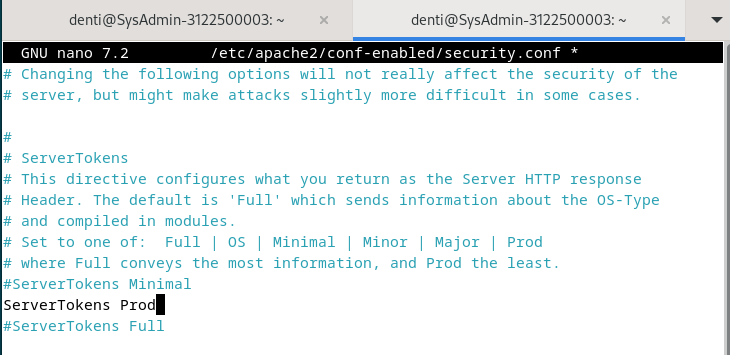 denti@SysAdmin-3122500003: ~ × denti@SysAdmin-3122500003: ~ ×
GNU nano 7.2 /etc/apache2/conf-enabled/security.conf *
# Changing the following options will not really affect the security of the
# server, but might make attacks slightly more difficult in some cases.
#
# ServerTokens
# This directive configures what you return as the Server HTTP response
# Header. The default is 'Full' which sends information about the OS-Type
# and compiled in modules.
# Set to one of:  Full | OS | Minimal | Minor | Major | Prod
# where Full conveys the most information, and Prod the least.
#ServerTokens Minimal
ServerTokens Prod
#ServerTokens Full